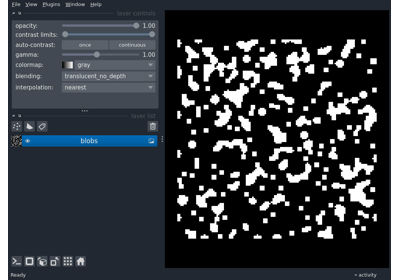 File View Plugins Window Help
layer controls
opacity: 1.00
contrast limits:
auto-contrast: once continuous
gamma: 1.00
colormap: gray
blending: translucent_no_depth
interpolation: nearest
layer list
blobs
Ready
activity